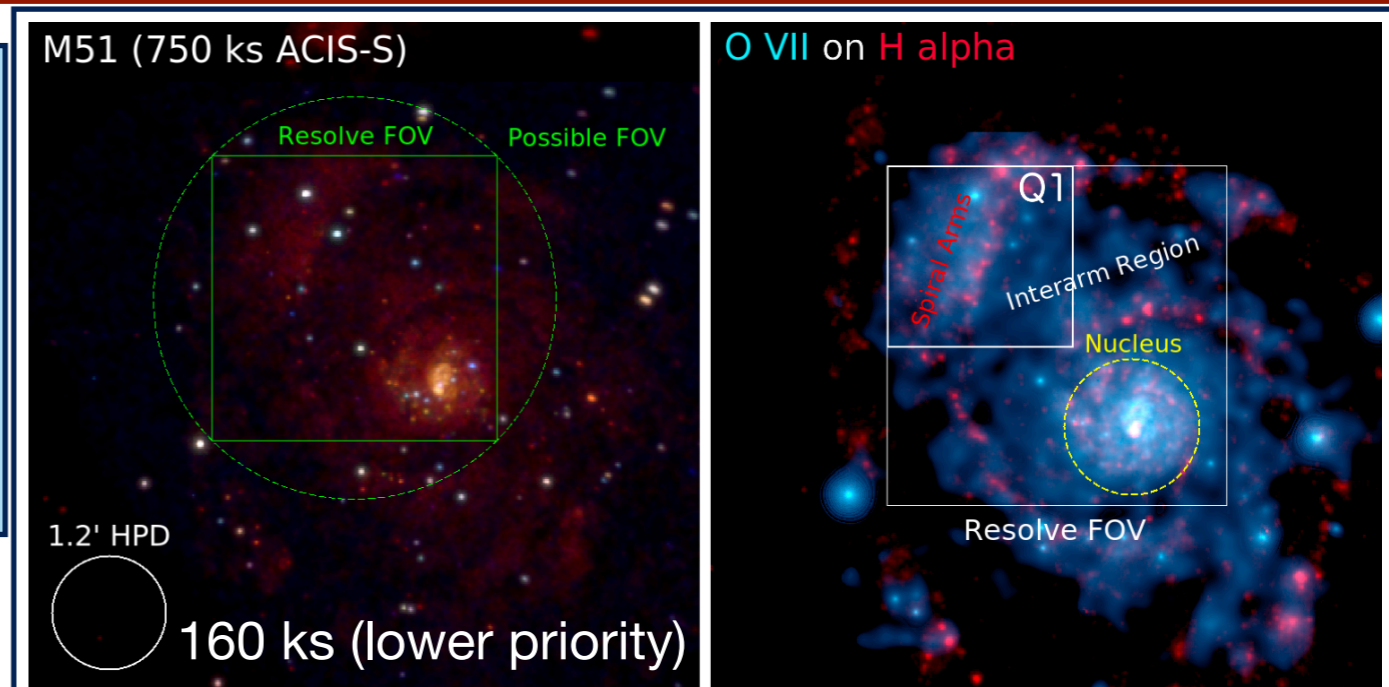 M51 (750 ks ACIS-S)
Resolve FOV
Possible FOV
1.2' HPD
160 ks (lower priority)
O VII on H alpha
Q1
Spiral Arms
Interarm Region
Nucleus
Resolve FOV